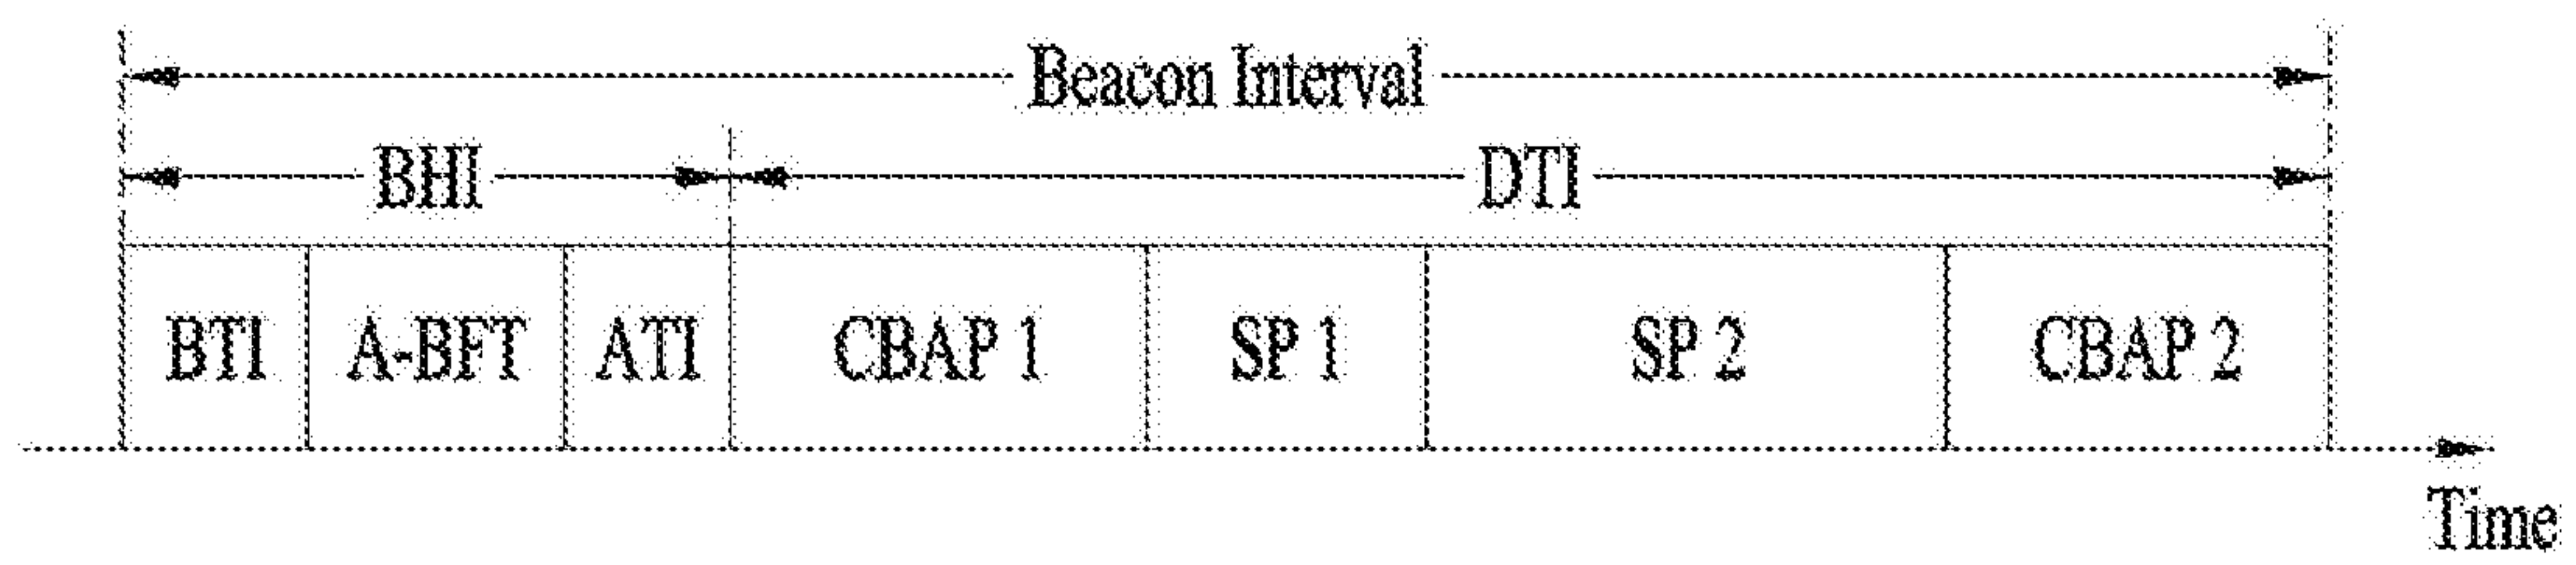 Beacon Interval
BHI DTI
BTI A-BFT ATI CBAP 1 SP 1 SP 2 CBAP 2
Time